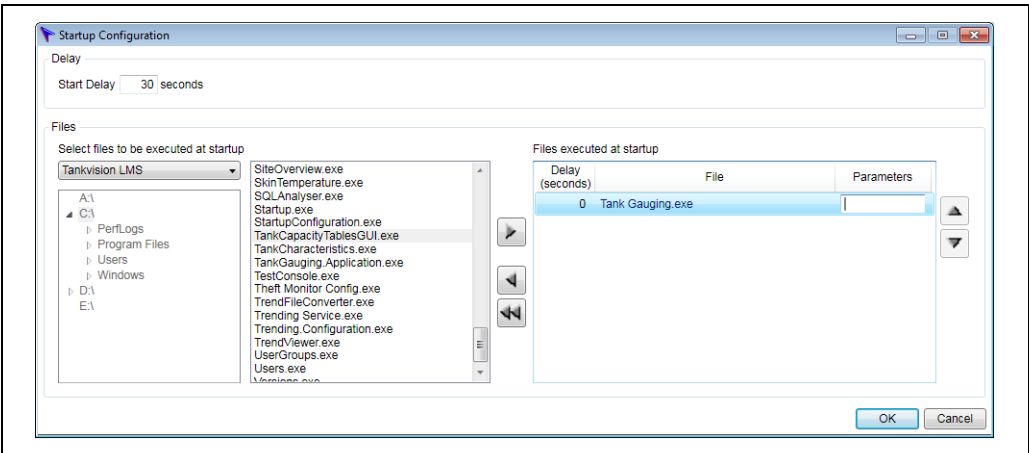 Startup Configuration
Delay
Start Delay 30 seconds
Files
Select files to be executed at startup
Tankvision LMS
A:\
C:\
PerfLogs
Program Files
Users
Windows
D:\
E:\
SiteOverview.exe
SkinTemperature.exe
SQLAnalyser.exe
Startup.exe
StartupConfiguration.exe
TankCapacityTablesGUI.exe
TankCharacteristics.exe
TankGauging.Application.exe
TestConsole.exe
Theft Monitor Config.exe
TrendFileConverter.exe
Trending Service.exe
Trending.Configuration.exe
TrendViewer.exe
UserGroups.exe
Users.exe
Versions.exe
Files executed at startup
Delay (seconds) File Parameters
0 Tank Gauging.exe
OK Cancel